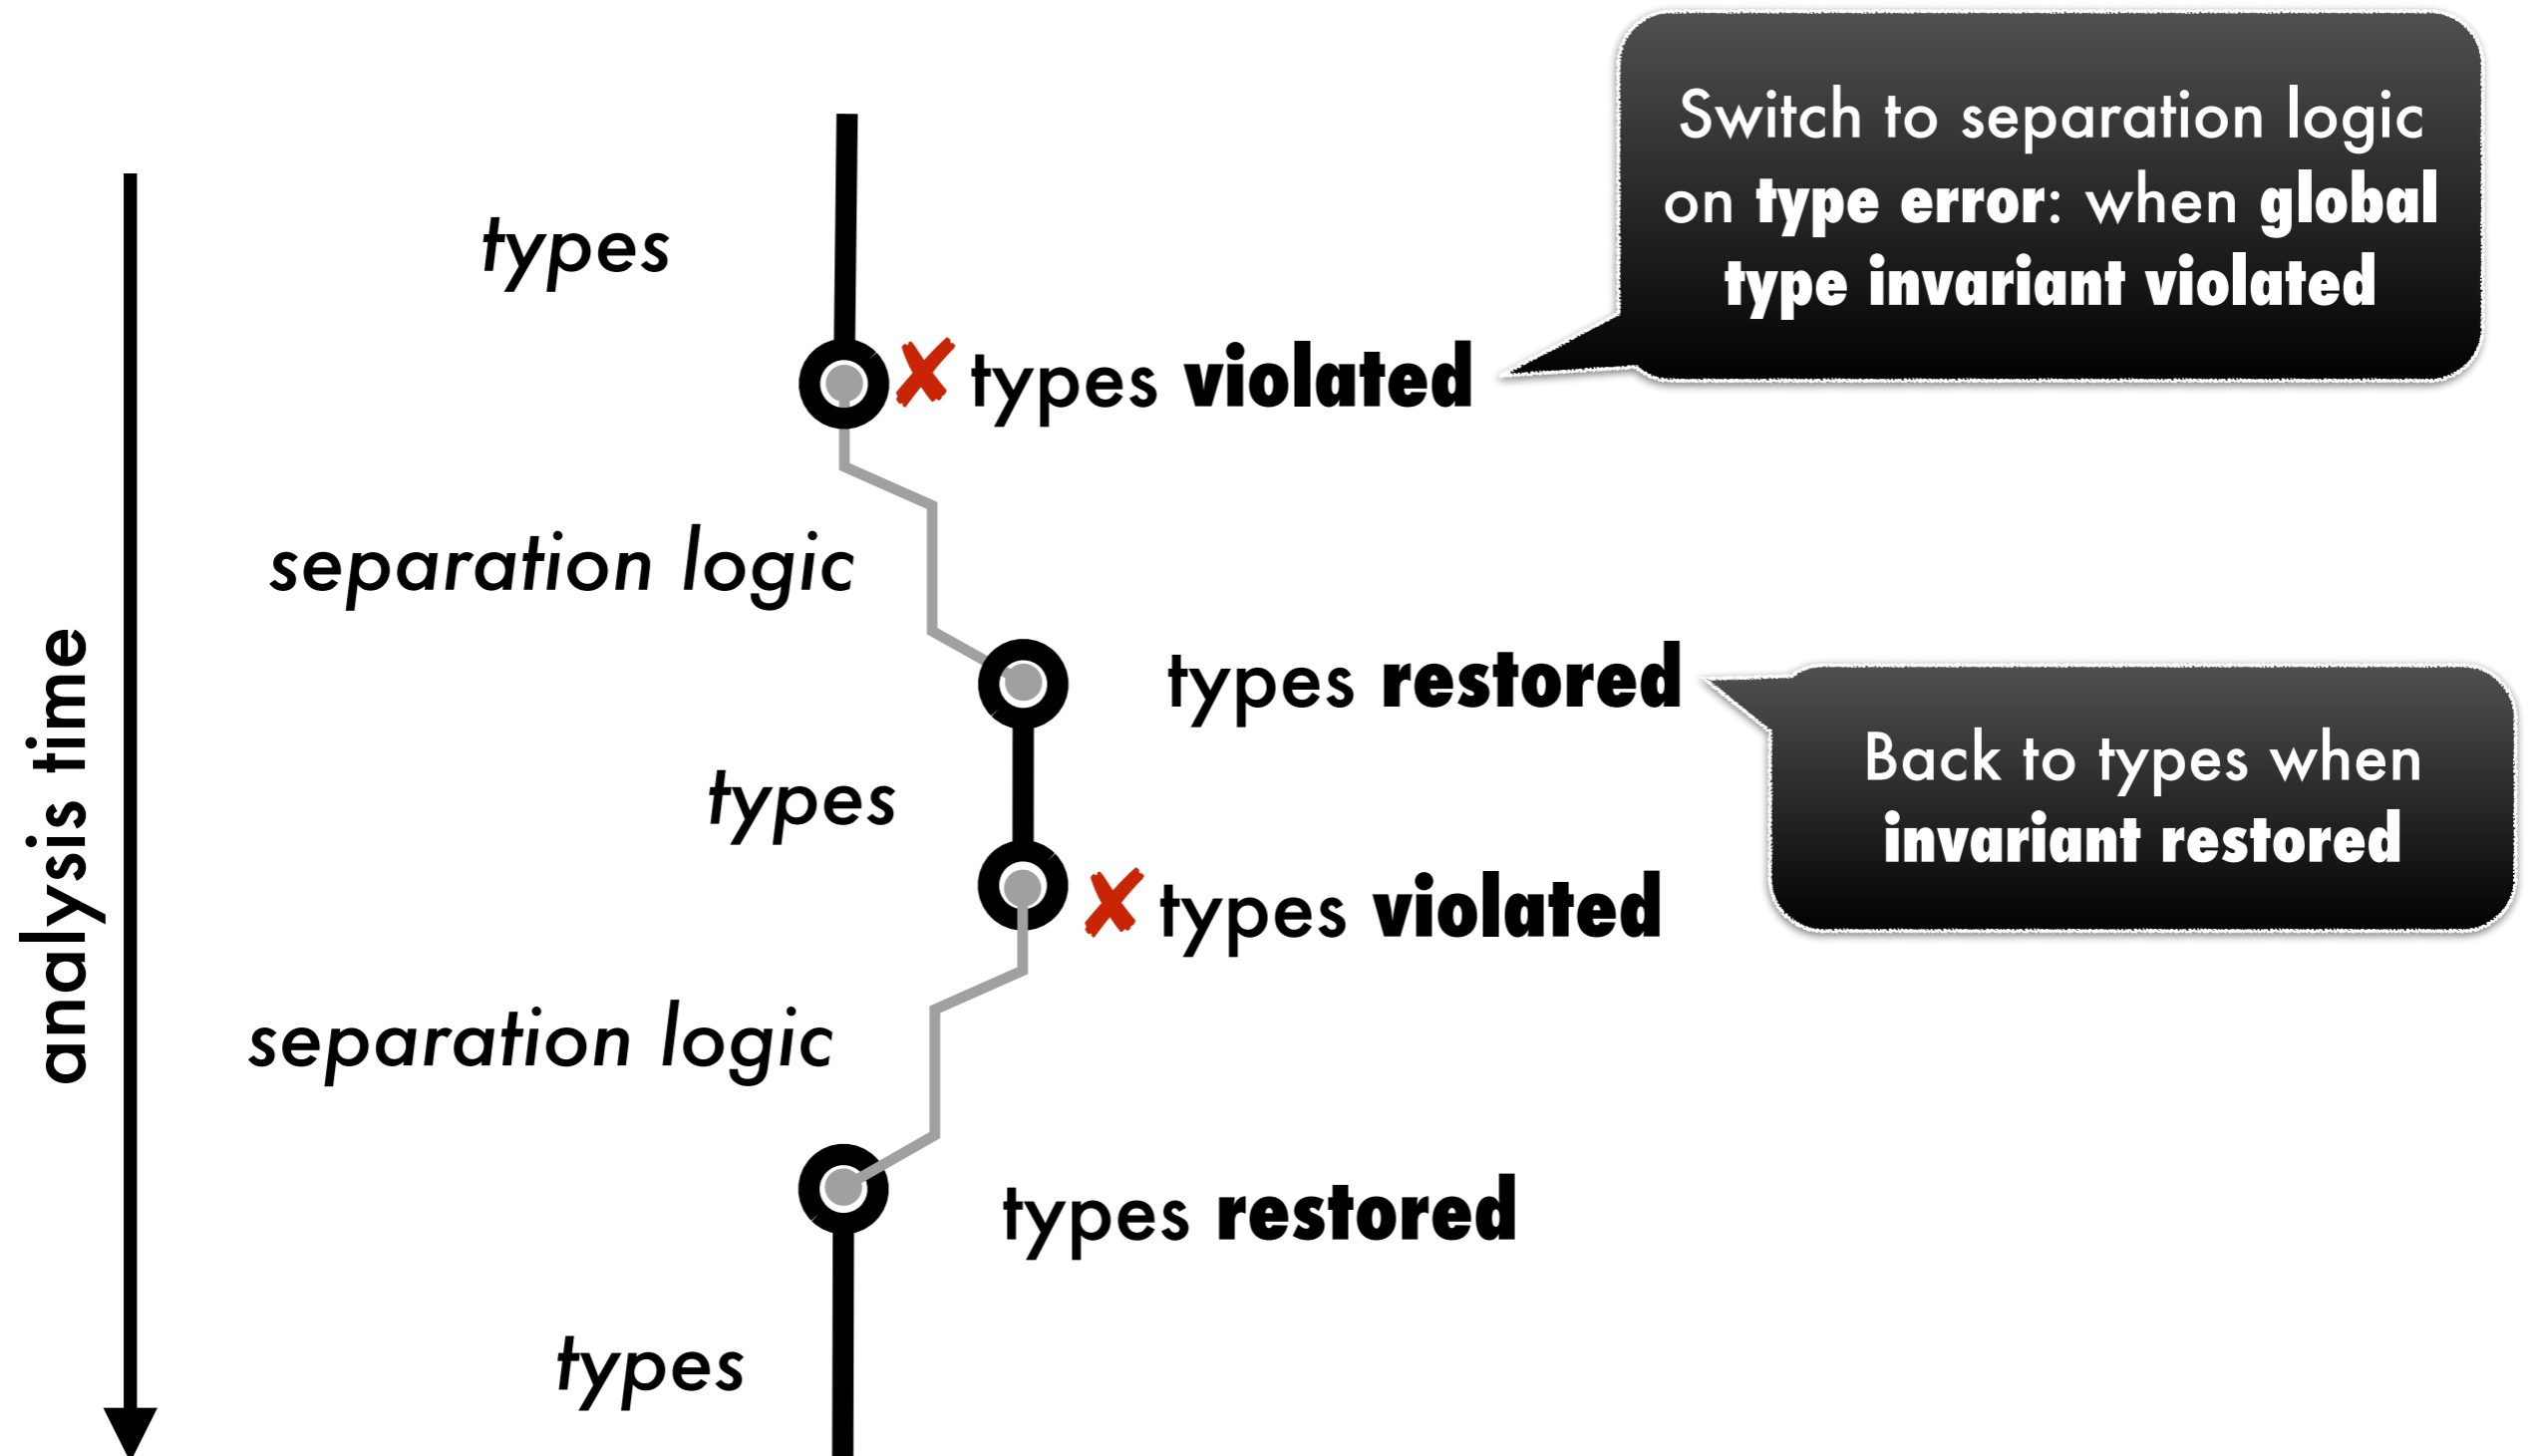 Switch to separation logic
on type error: when global
type invariant violated
types
types violated
separation logic
types restored
Back to types when
invariant restored
types
types violated
analysis time
separation logic
types restored
types